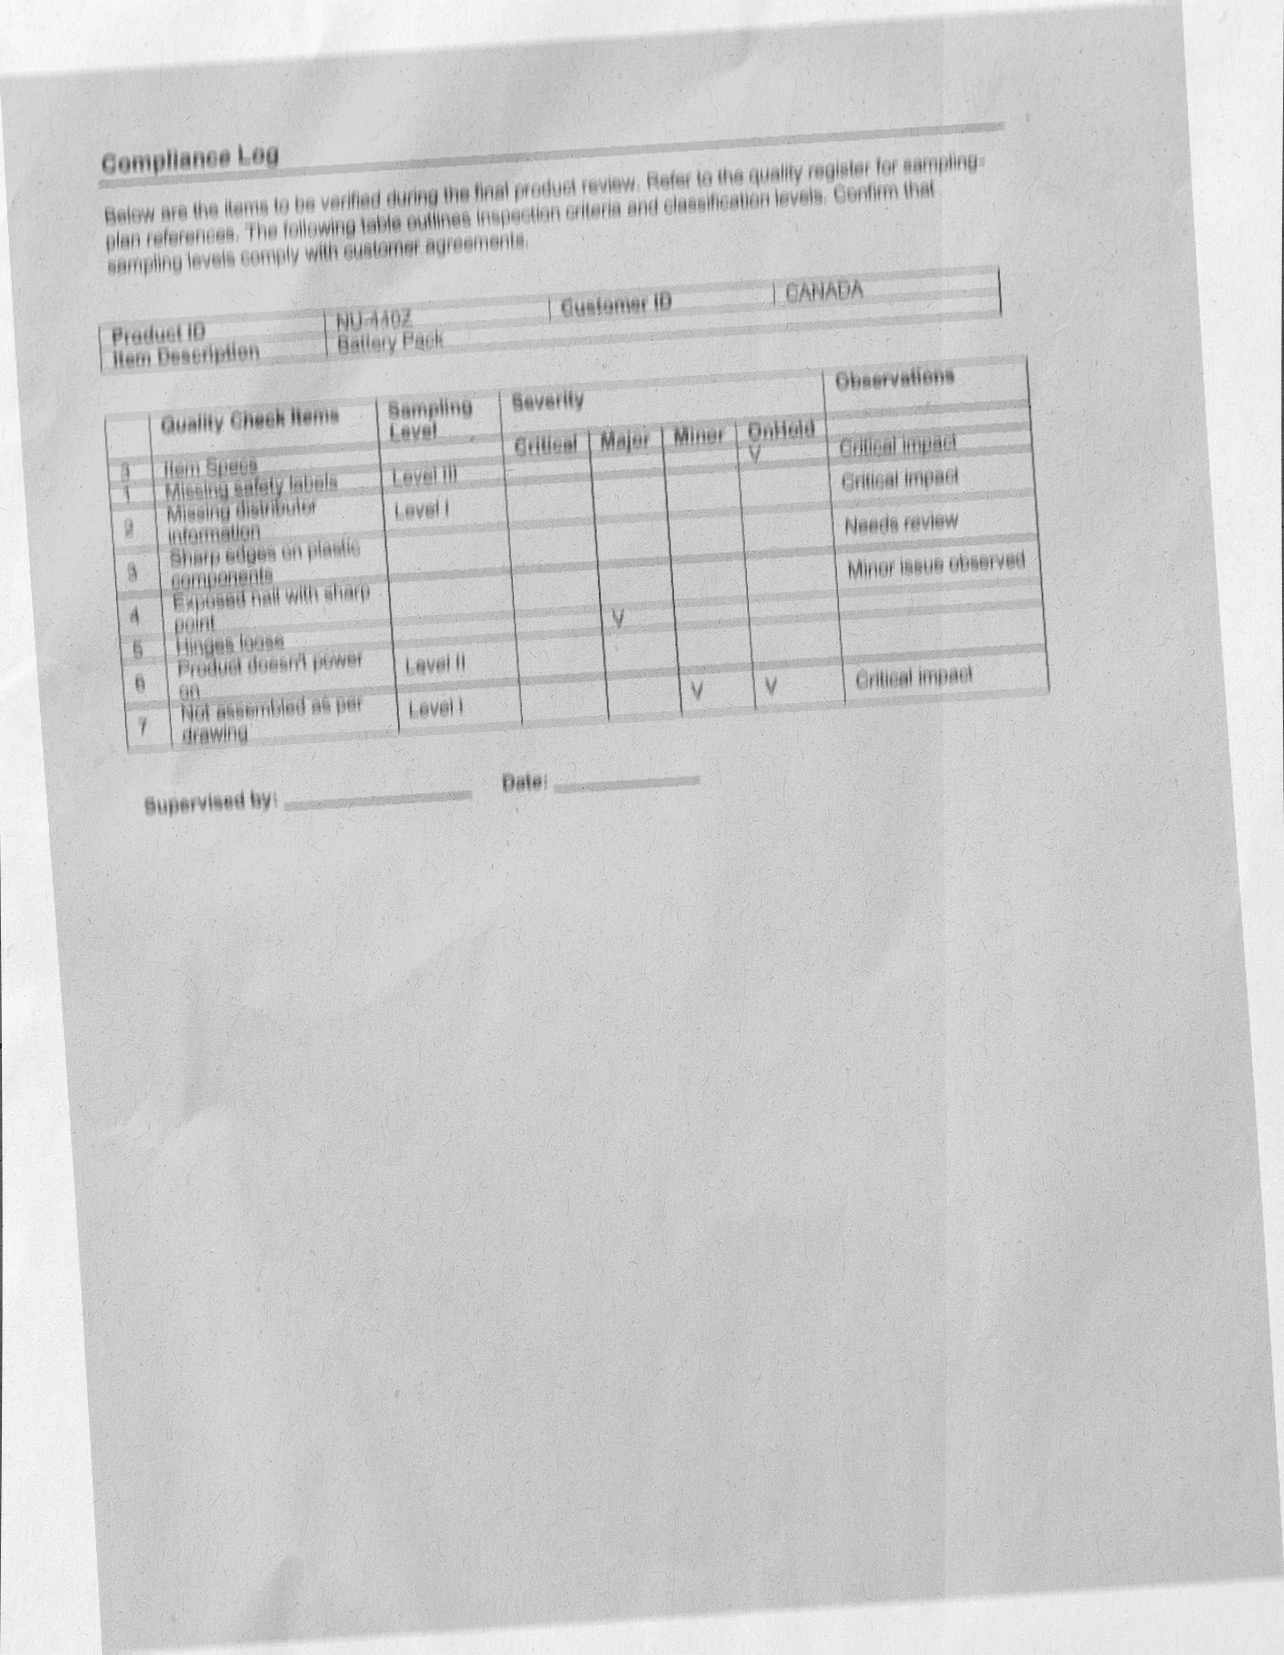 Compliance Log
Below are the items to be verified during the final product review. Refer to the quality register for sampling-
plan references. The following table outlines inspection criteria and classification levels. Confirm that
sampling levels comply with customer agreements.
Product ID NU-440Z Customer ID CANADA
Item Description Battery Pack
Quality Check Items Sampling Level Severity Observations
Critical Major Minor OnHold
Item Specs
1 Missing safety labels Level III V Critical impact
2 Missing distributor Level I Critical impact
information
3 Sharp edges on plastic Needs review
components
4 Exposed nail with sharp Minor issue observed
point
5 Hinges loose V
6 Product doesn't power Level II
on
7 Not assembled as per Level I V V Critical impact
drawing
Supervised by: Date: